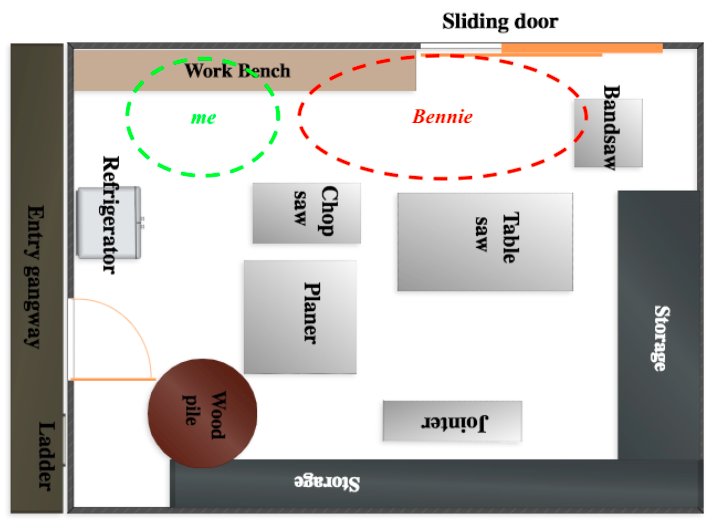 Sliding door
Work Bench
me
Bennie
Bandsaw
Refrigerator
Chop
saw
Table
saw
Entry gangway
Planer
Storage
Wood
pile
Jointer
Ladder
Storage